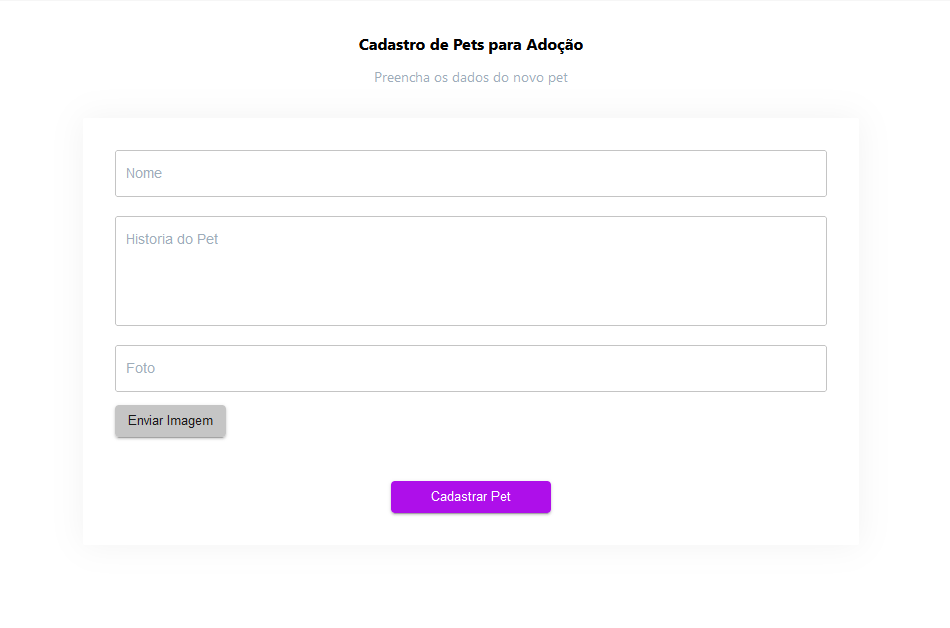 Cadastro de Pets para Adoção
Preencha os dados do novo pet
Nome
Historia do Pet
Foto
Enviar Imagem
Cadastrar Pet